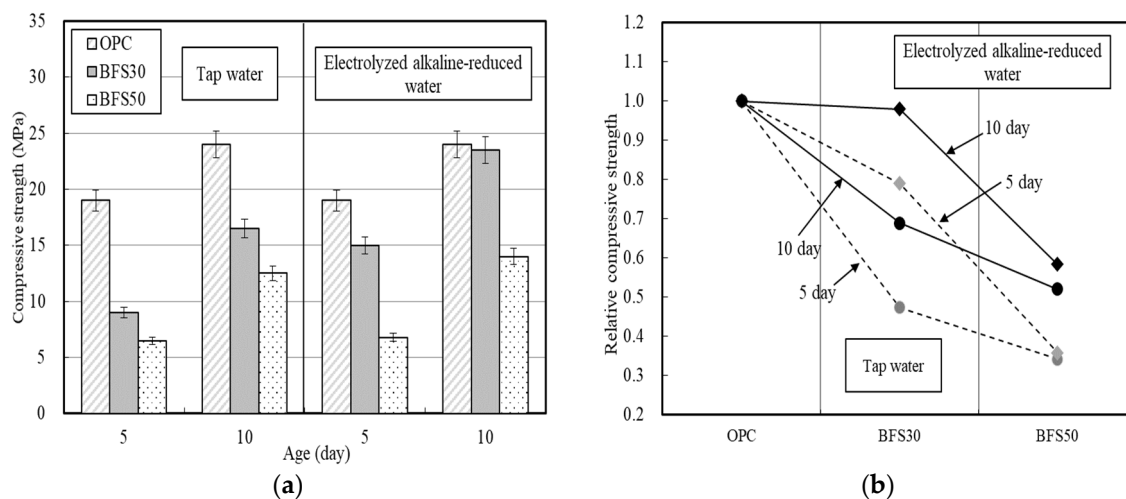 35
30
25
20
15
10
5
0
Compressive strength (MPa)
OPC
BFS30
BFS50
Tap water
Electrolyzed alkaline-reduced
water
5
10
5
10
Age (day)
(a)
1.2
1.1
1.0
0.9
0.8
0.7
0.6
0.5
0.4
0.3
0.2
Relative compressive strength
Electrolyzed alkaline-reduced
water
10 day
5 day
10 day
5 day
Tap water
OPC
BFS30
BFS50
(b)